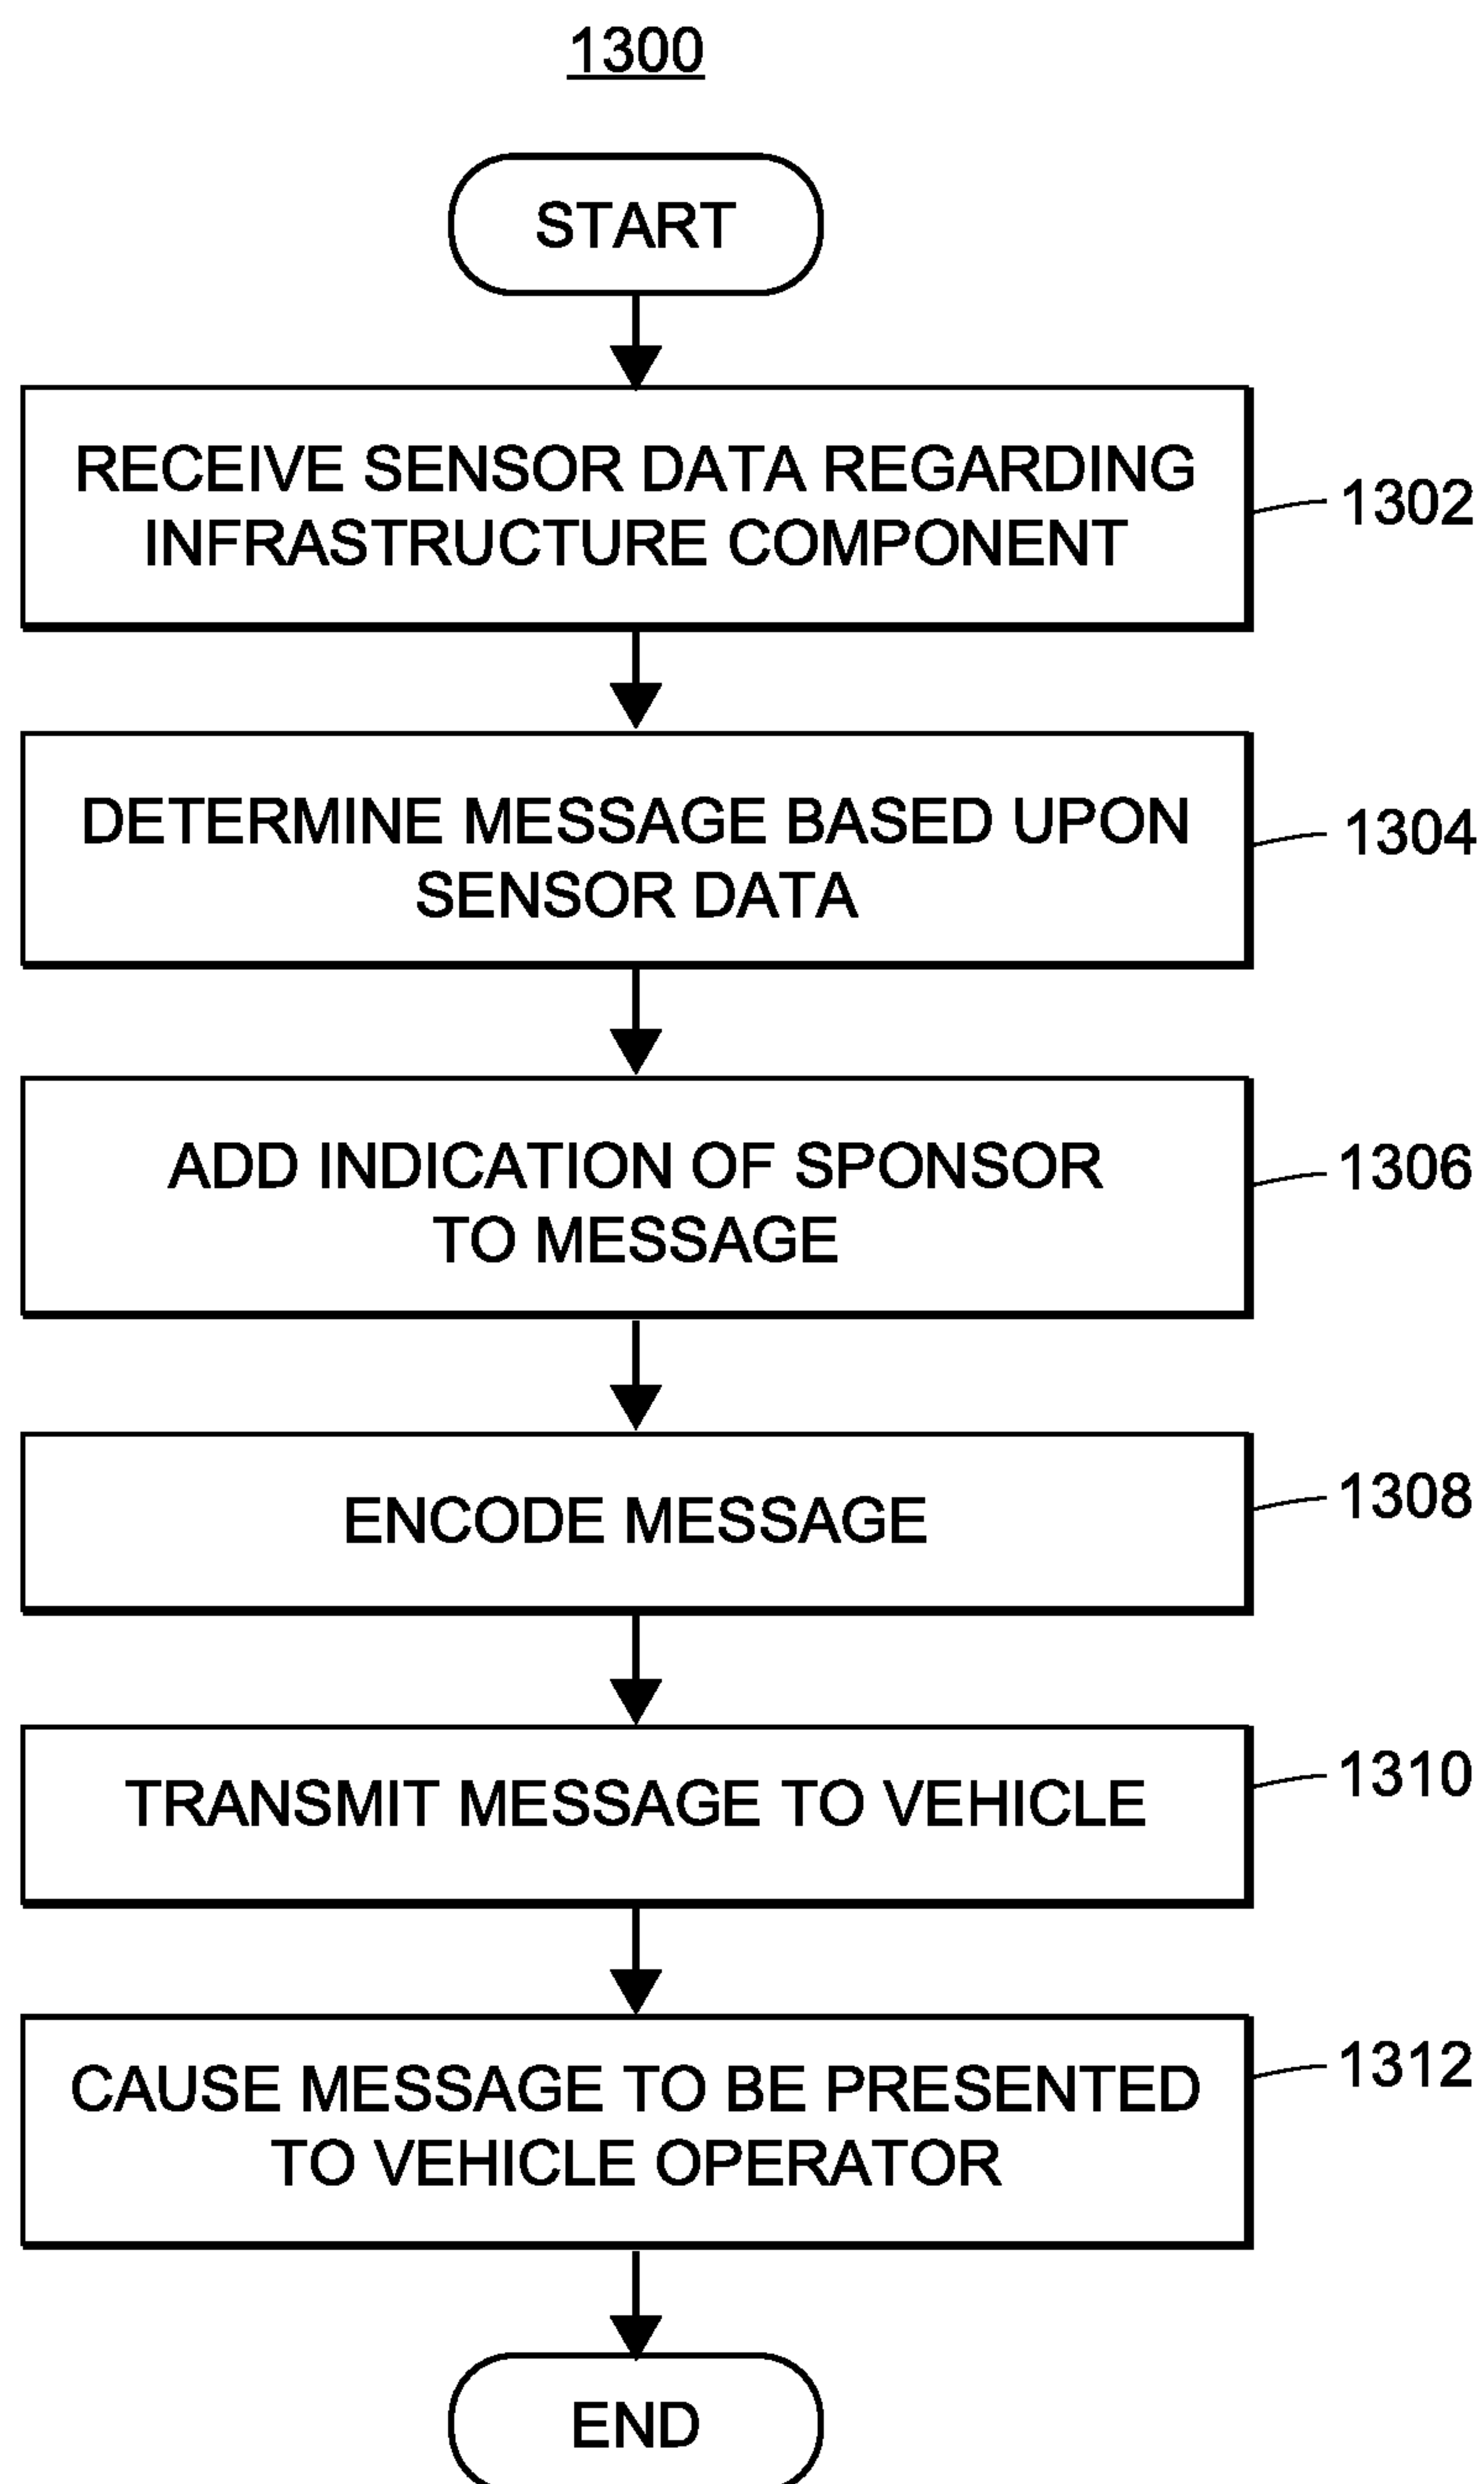 1300
START
RECEIVE SENSOR DATA REGARDING
INFRASTRUCTURE COMPONENT
1302
DETERMINE MESSAGE BASED UPON
SENSOR DATA
1304
ADD INDICATION OF SPONSOR
TO MESSAGE
1306
ENCODE MESSAGE
1308
TRANSMIT MESSAGE TO VEHICLE
1310
CAUSE MESSAGE TO BE PRESENTED
TO VEHICLE OPERATOR
1312
END